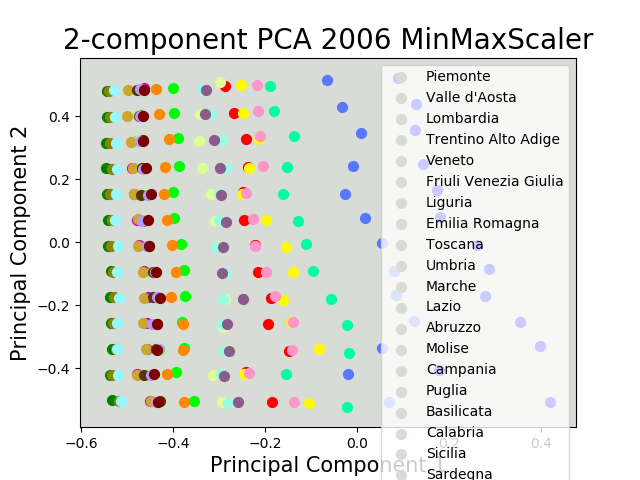 2-component PCA 2006 MinMaxScaler
Principal Component 2
0.4
0.2
0.0
−0.2
−0.4
−0.6
−0.4
−0.2
0.0
0.2
0.4
Principal Component 1
Piemonte
Valle d'Aosta
Lombardia
Trentino Alto Adige
Veneto
Friuli Venezia Giulia
Liguria
Emilia Romagna
Toscana
Umbria
Marche
Lazio
Abruzzo
Molise
Campania
Puglia
Basilicata
Calabria
Sicilia
Sardegna